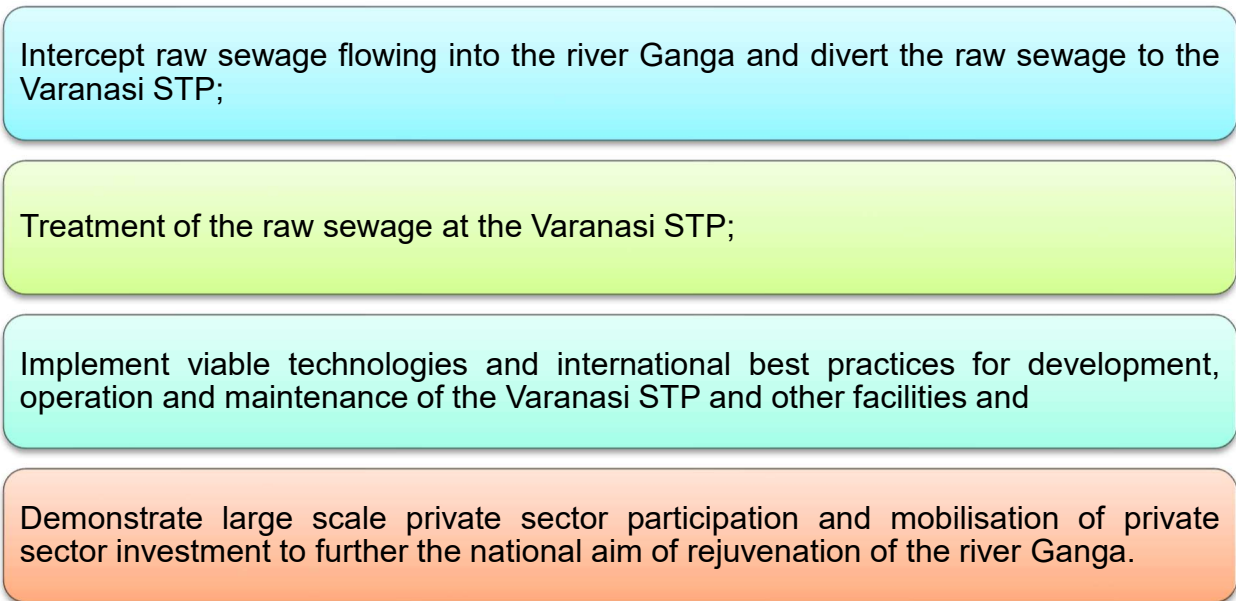 Intercept raw sewage flowing into the river Ganga and divert the raw sewage to the
Varanasi STP;
Treatment of the raw sewage at the Varanasi STP;
Implement viable technologies and international best practices for development,
operation and maintenance of the Varanasi STP and other facilities and
Demonstrate large scale private sector participation and mobilisation of private
sector investment to further the national aim of rejuvenation of the river Ganga.